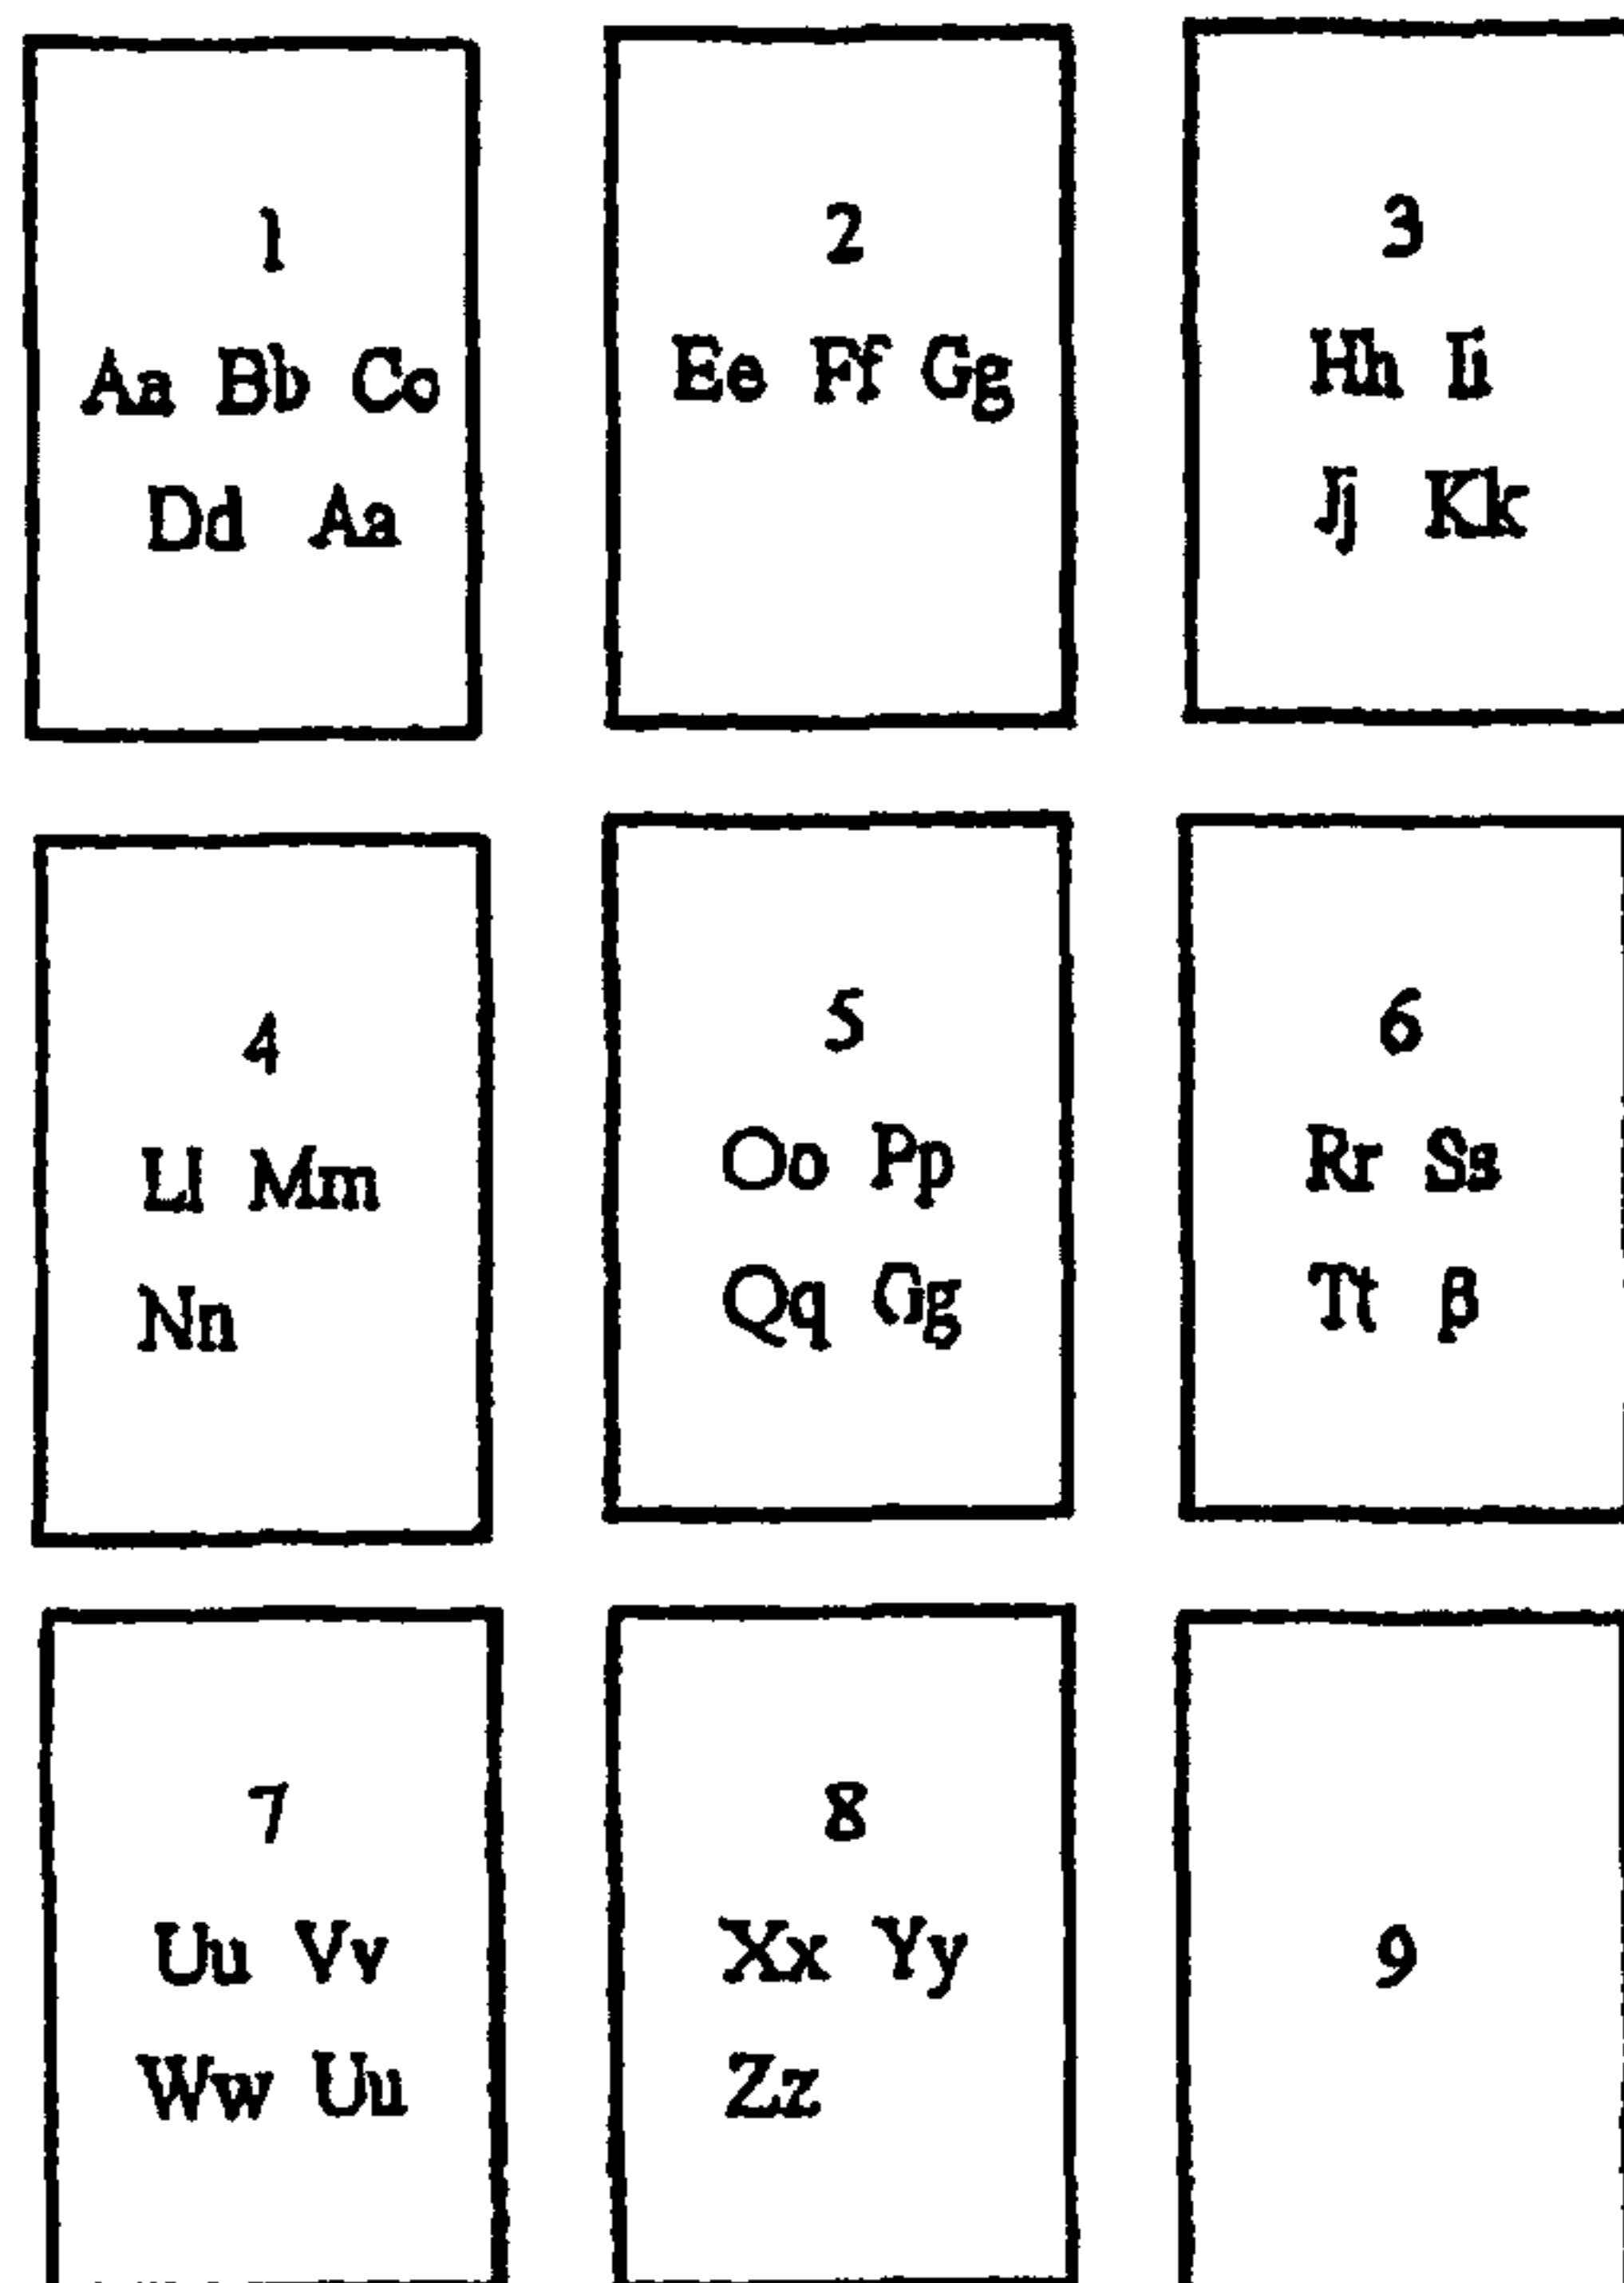 1
Aa Bb Co
Dd Aa
2
Ee Ff Gg
3
Hh Ii
Jj Kk
4
Ll Mm
Nn
5
Oo Pp
Qq Gg
6
Rr Ss
Tt β
7
Uu Vv
Ww Uu
8
Xx Yy
Zz
9